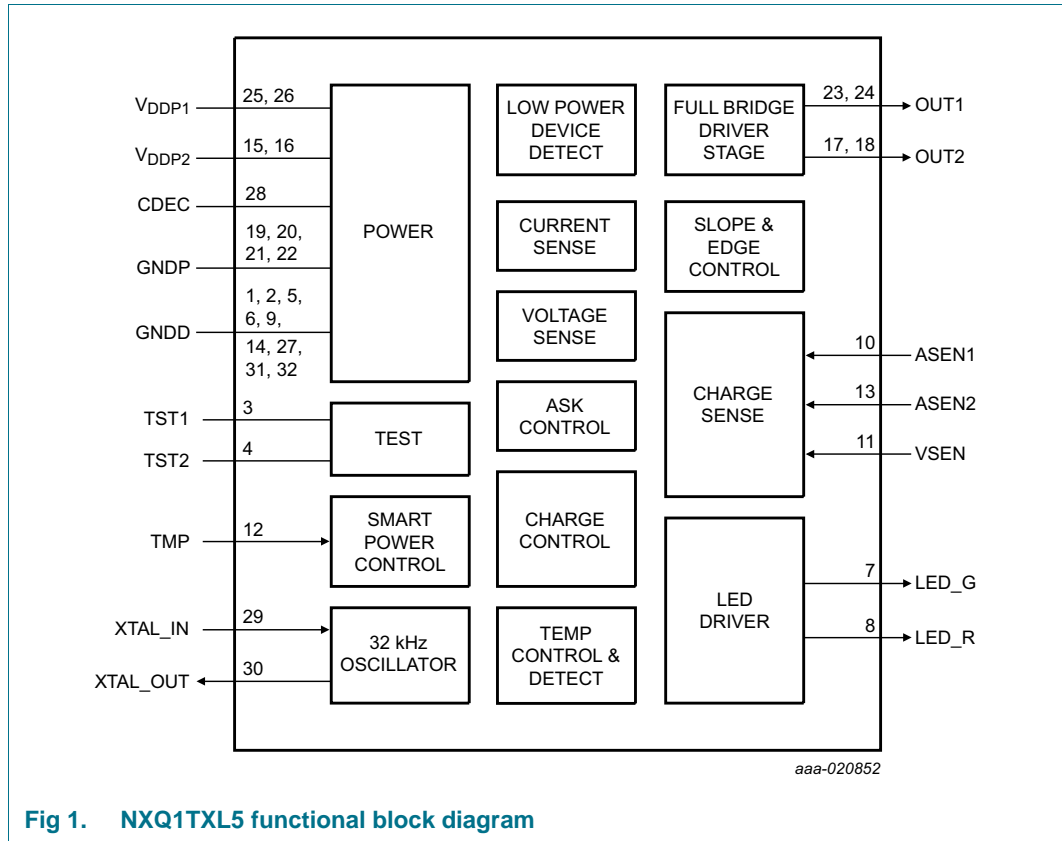 VDDP1
25, 26
VDDP2
15, 16
CDEC
28
GNDP
19, 20,
21, 22
GNDD
1, 2, 5,
6, 9,
14, 27,
31, 32
POWER
TST1
3
TST2
4
TEST
TMP
12
SMART
POWER
CONTROL
XTAL_IN
29
XTAL_OUT
30
32 kHz
OSCILLATOR
LOW POWER
DEVICE
DETECT
CURRENT
SENSE
VOLTAGE
SENSE
ASK
CONTROL
CHARGE
CONTROL
TEMP
CONTROL &
DETECT
FULL BRIDGE
DRIVER
STAGE
23, 24
OUT1
17, 18
OUT2
SLOPE &
EDGE
CONTROL
CHARGE
SENSE
10
ASEN1
13
ASEN2
11
VSEN
LED
DRIVER
7
LED_G
8
LED_R
aaa-020852
Fig 1. NXQ1TXL5 functional block diagram